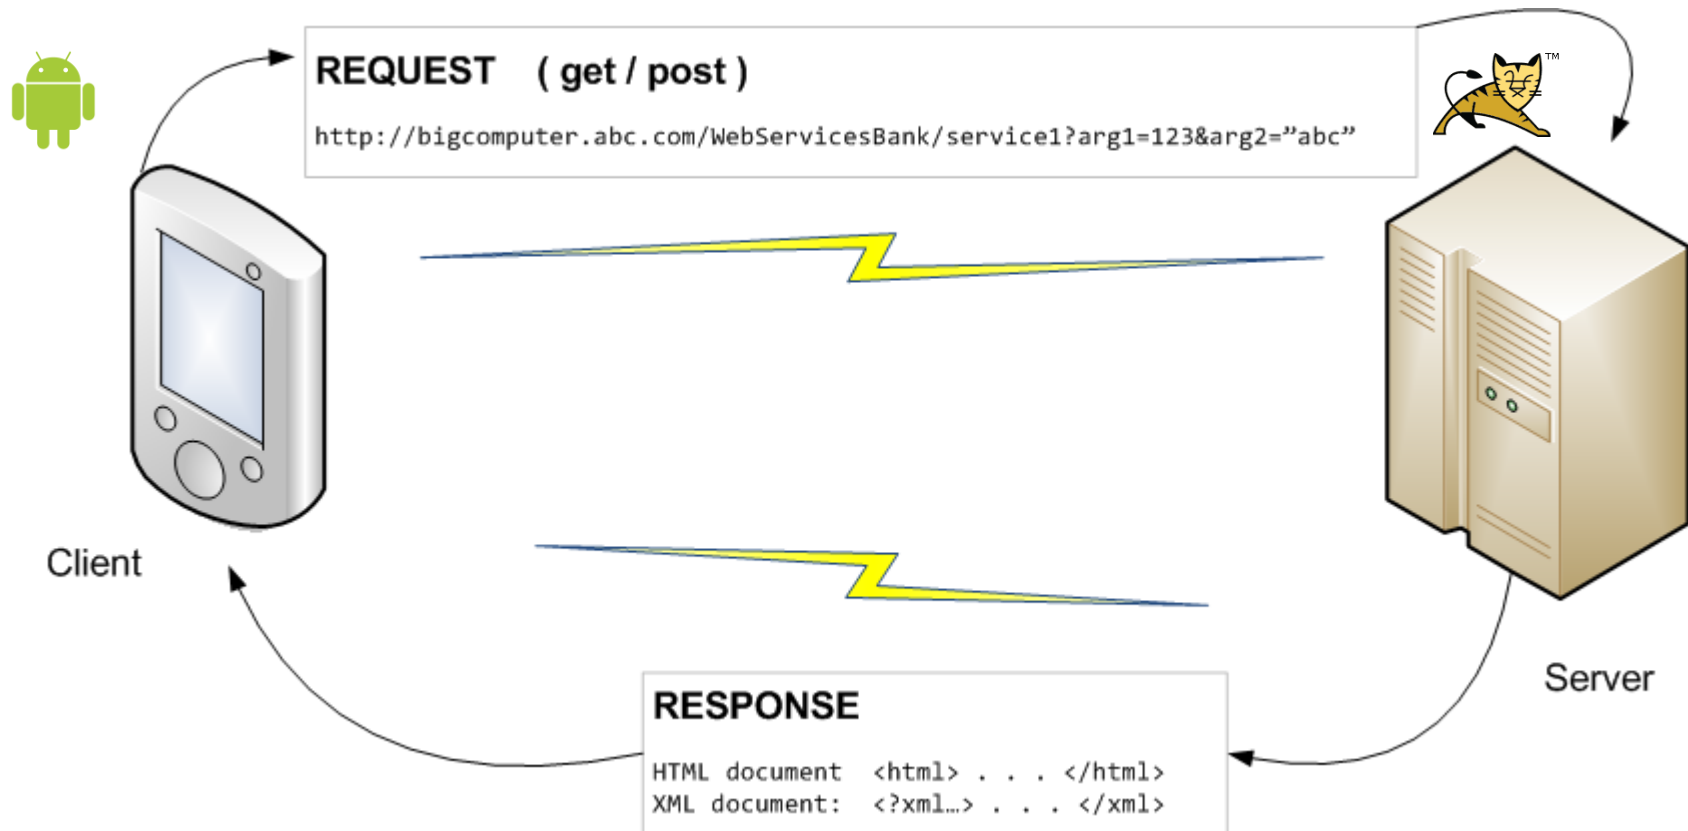 REQUEST ( get / post )
http://bigcomputer.abc.com/WebServicesBank/service1?arg1=123&arg2=”abc”
TM
Client
Server
RESPONSE
HTML document <html> . . . </html>
XML document: <?xml…> . . . </xml>